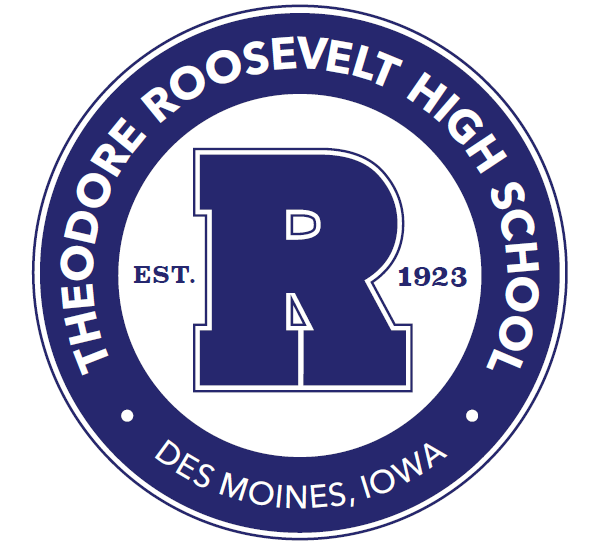 THEODORE ROOSEVELT HIGH SCHOOL
EST. R 1923
DES MOINES, IOWA